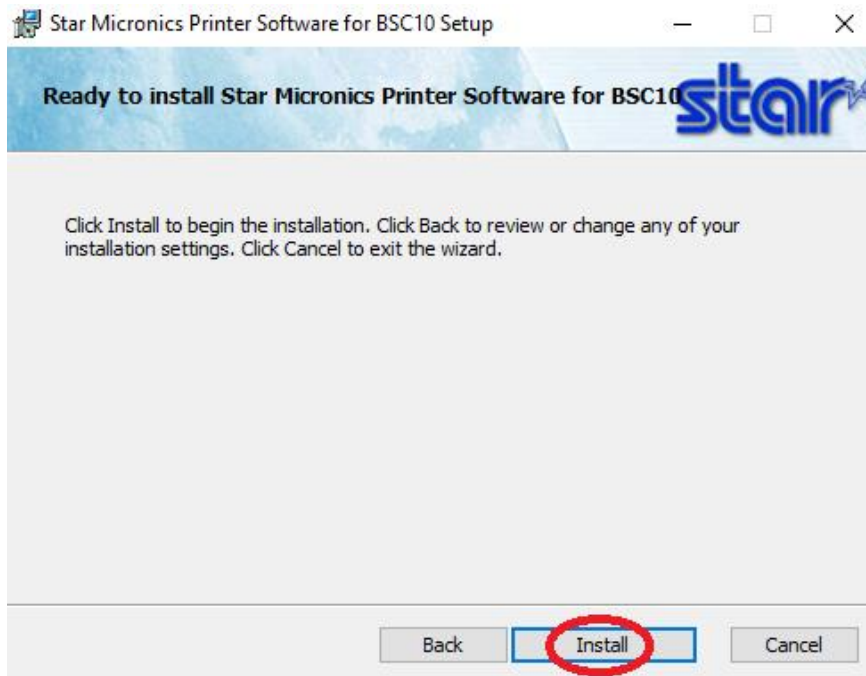 Star Micronics Printer Software for BSC10 Setup
Ready to install Star Micronics Printer Software for BSC10
star
Click Install to begin the installation. Click Back to review or change any of your
installation settings. Click Cancel to exit the wizard.
Back
Install
Cancel